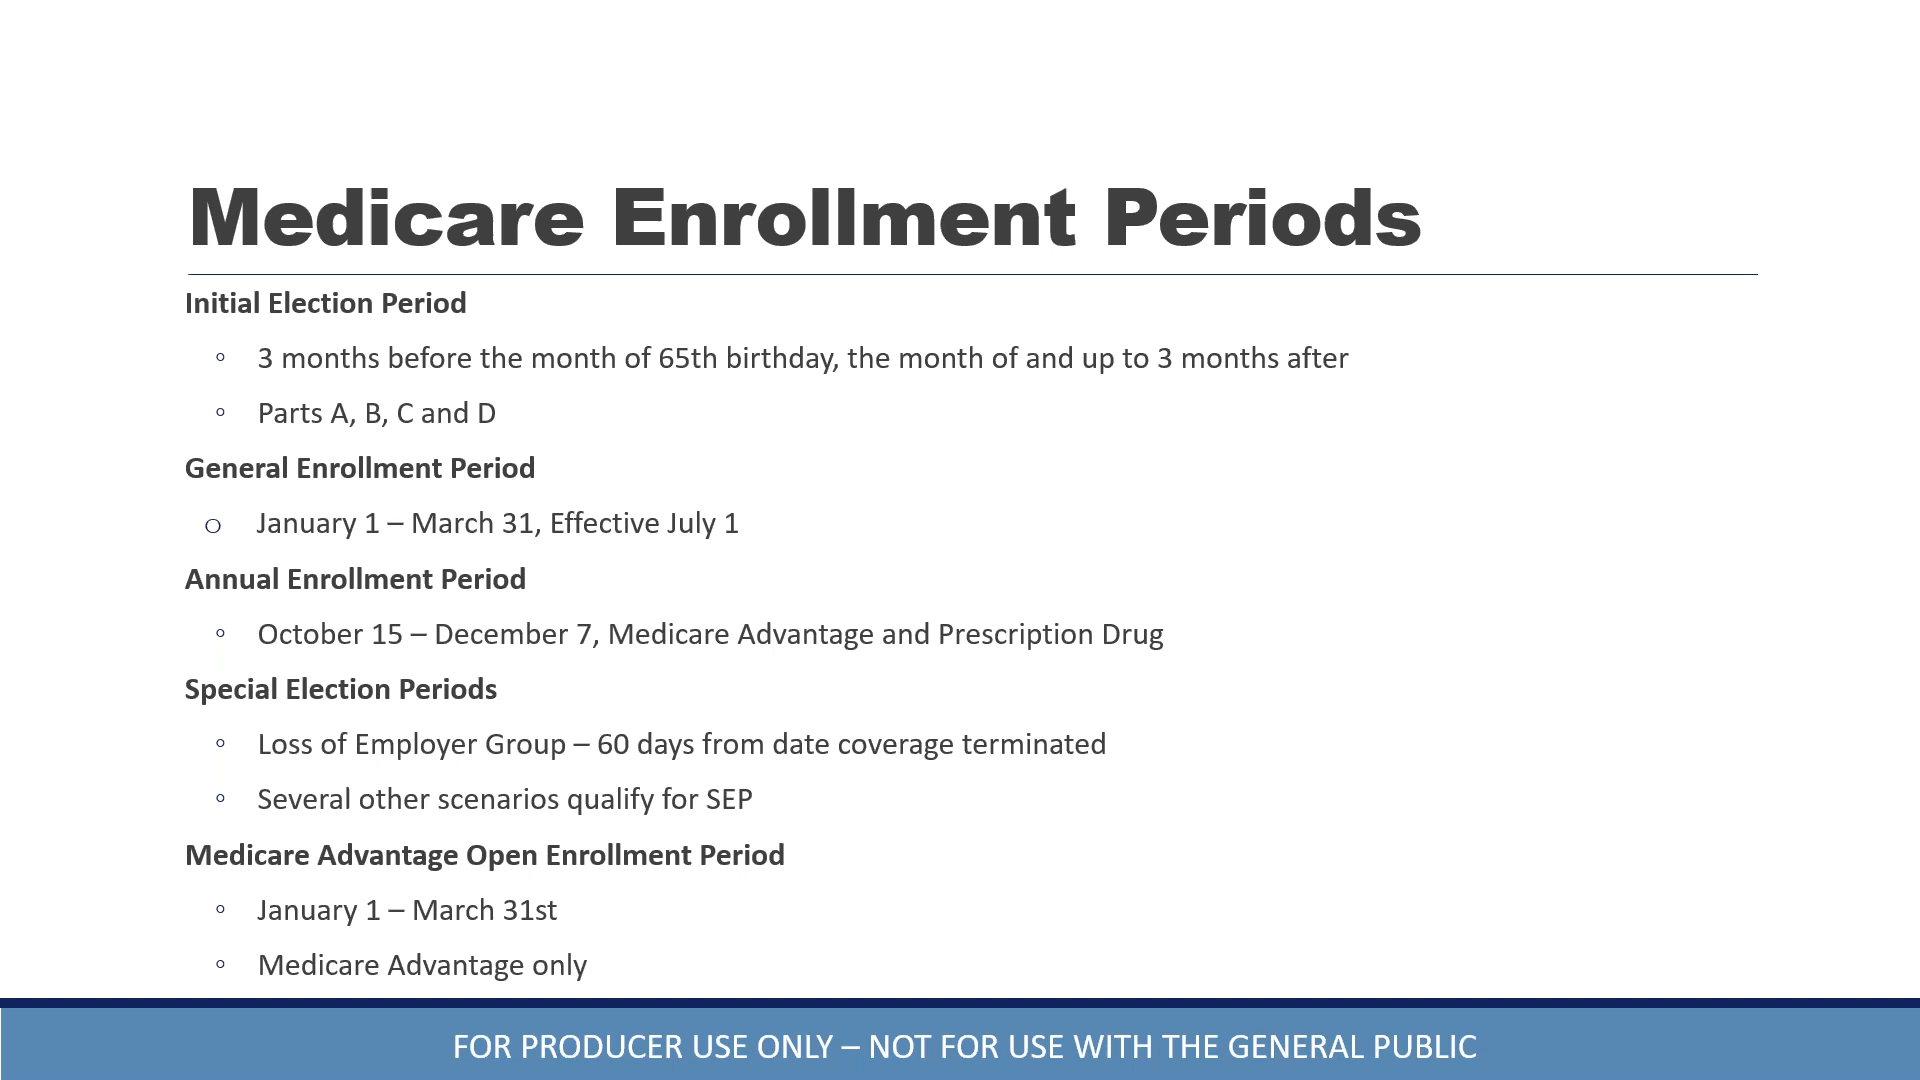 Medicare Enrollment Periods
Initial Election Period
◦ 3 months before the month of 65th birthday, the month of and up to 3 months after
◦ Parts A, B, C and D
General Enrollment Period
o January 1 – March 31, Effective July 1
Annual Enrollment Period
◦ October 15 – December 7, Medicare Advantage and Prescription Drug
Special Election Periods
◦ Loss of Employer Group – 60 days from date coverage terminated
◦ Several other scenarios qualify for SEP
Medicare Advantage Open Enrollment Period
◦ January 1 – March 31st
◦ Medicare Advantage only
FOR PRODUCER USE ONLY – NOT FOR USE WITH THE GENERAL PUBLIC